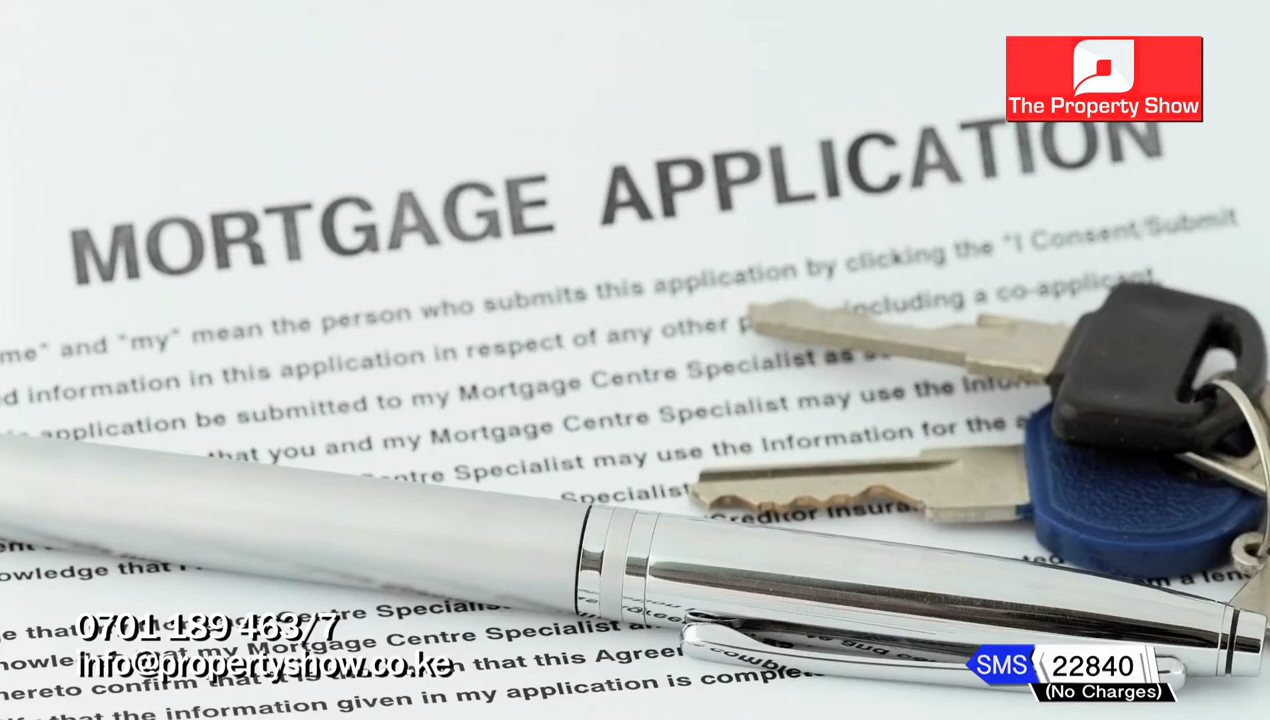 The Property Show
MORTGAGE APPLICATION
me" and "my" mean the person who submits this application by clicking the "I Consent/Submit
information in this application in respect of any other including a co-applicant.
application be submitted to my Mortgage Centre Specialist as
that you and my Mortgage Centre Specialist may use the
Centre Specialist may use the Information for the
Specialist
Creditor Insura
owledge that
Specialis
my Mortgage Centre Specialist
that this Agree
hereto confirm that
that the information given in my application is complete
0701 189 463/7
info@propertyshow.co.ke
SMS 22840
(No Charges)